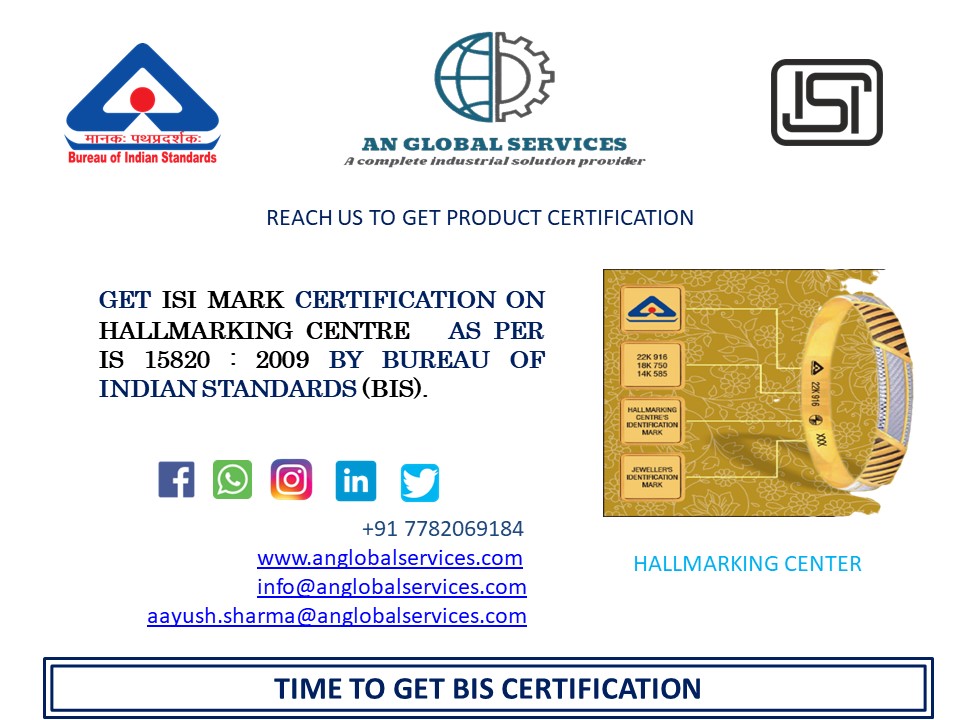 मानकः पथप्रदर्शकः
Bureau of Indian Standards
AN GLOBAL SERVICES
A complete industrial solution provider
ISI
REACH US TO GET PRODUCT CERTIFICATION
GET ISI MARK CERTIFICATION ON
HALLMARKING CENTRE AS PER
IS 15820 : 2009 BY BUREAU OF
INDIAN STANDARDS (BIS).
22K 916
18K 750
14K 585
HALLMARKING
CENTRE'S
IDENTIFICATION
MARK
JEWELLER'S
IDENTIFICATION
MARK
22K 916
XXX
in
+91 7782069184
www.anglobalservices.com
info@anglobalservices.com
aayush.sharma@anglobalservices.com
HALLMARKING CENTER
TIME TO GET BIS CERTIFICATION